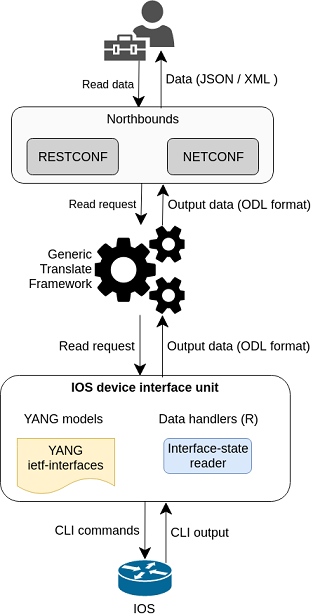 Read data
Data (JSON / XML )
Northbounds
RESTCONF
NETCONF
Read request
Output data (ODL format)
Generic
Translate
Framework
Read request
Output data (ODL format)
IOS device interface unit
YANG models
Data handlers (R)
YANG
ietf-interfaces
Interface-state
reader
CLI commands
CLI output
IOS